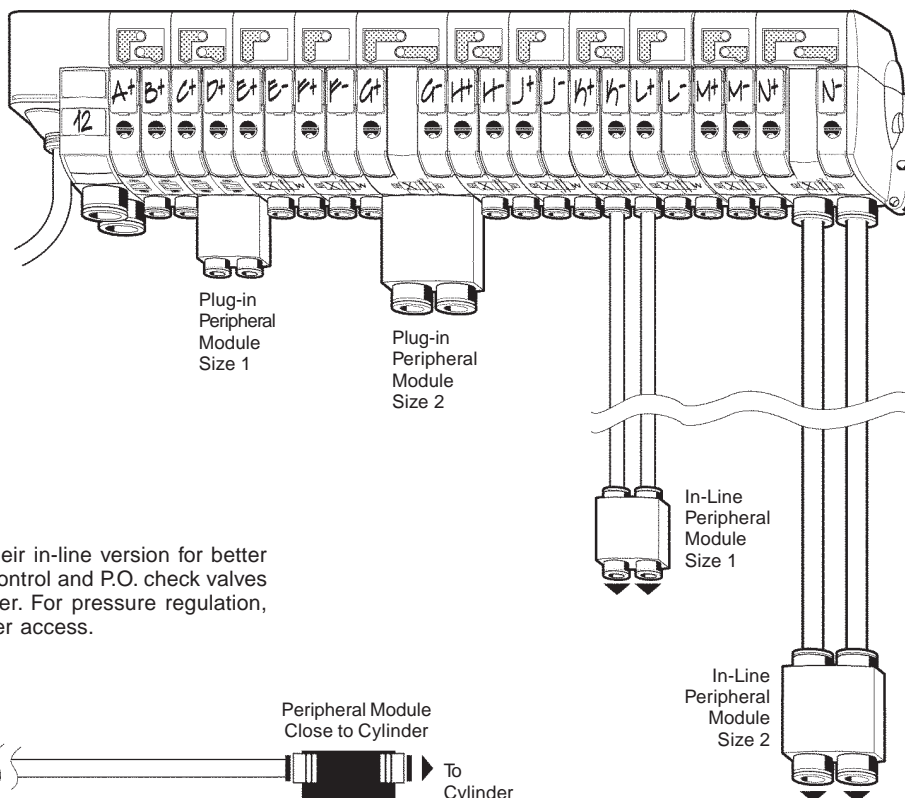 A+ B+ C+ D+ E+ E- F+ F- G+ G- H+ H- J+ J- K+ K- L+ L- M+ M- N+ N-
12
Plug-in
Peripheral
Module
Size 1
Plug-in
Peripheral
Module
Size 2
In-Line
Peripheral
Module
Size 1
eir in-line version for better
ontrol and P.O. check valves
er. For pressure regulation,
er access.
In-Line
Peripheral
Module
Size 2
Peripheral Module
Close to Cylinder
To
Cylinder